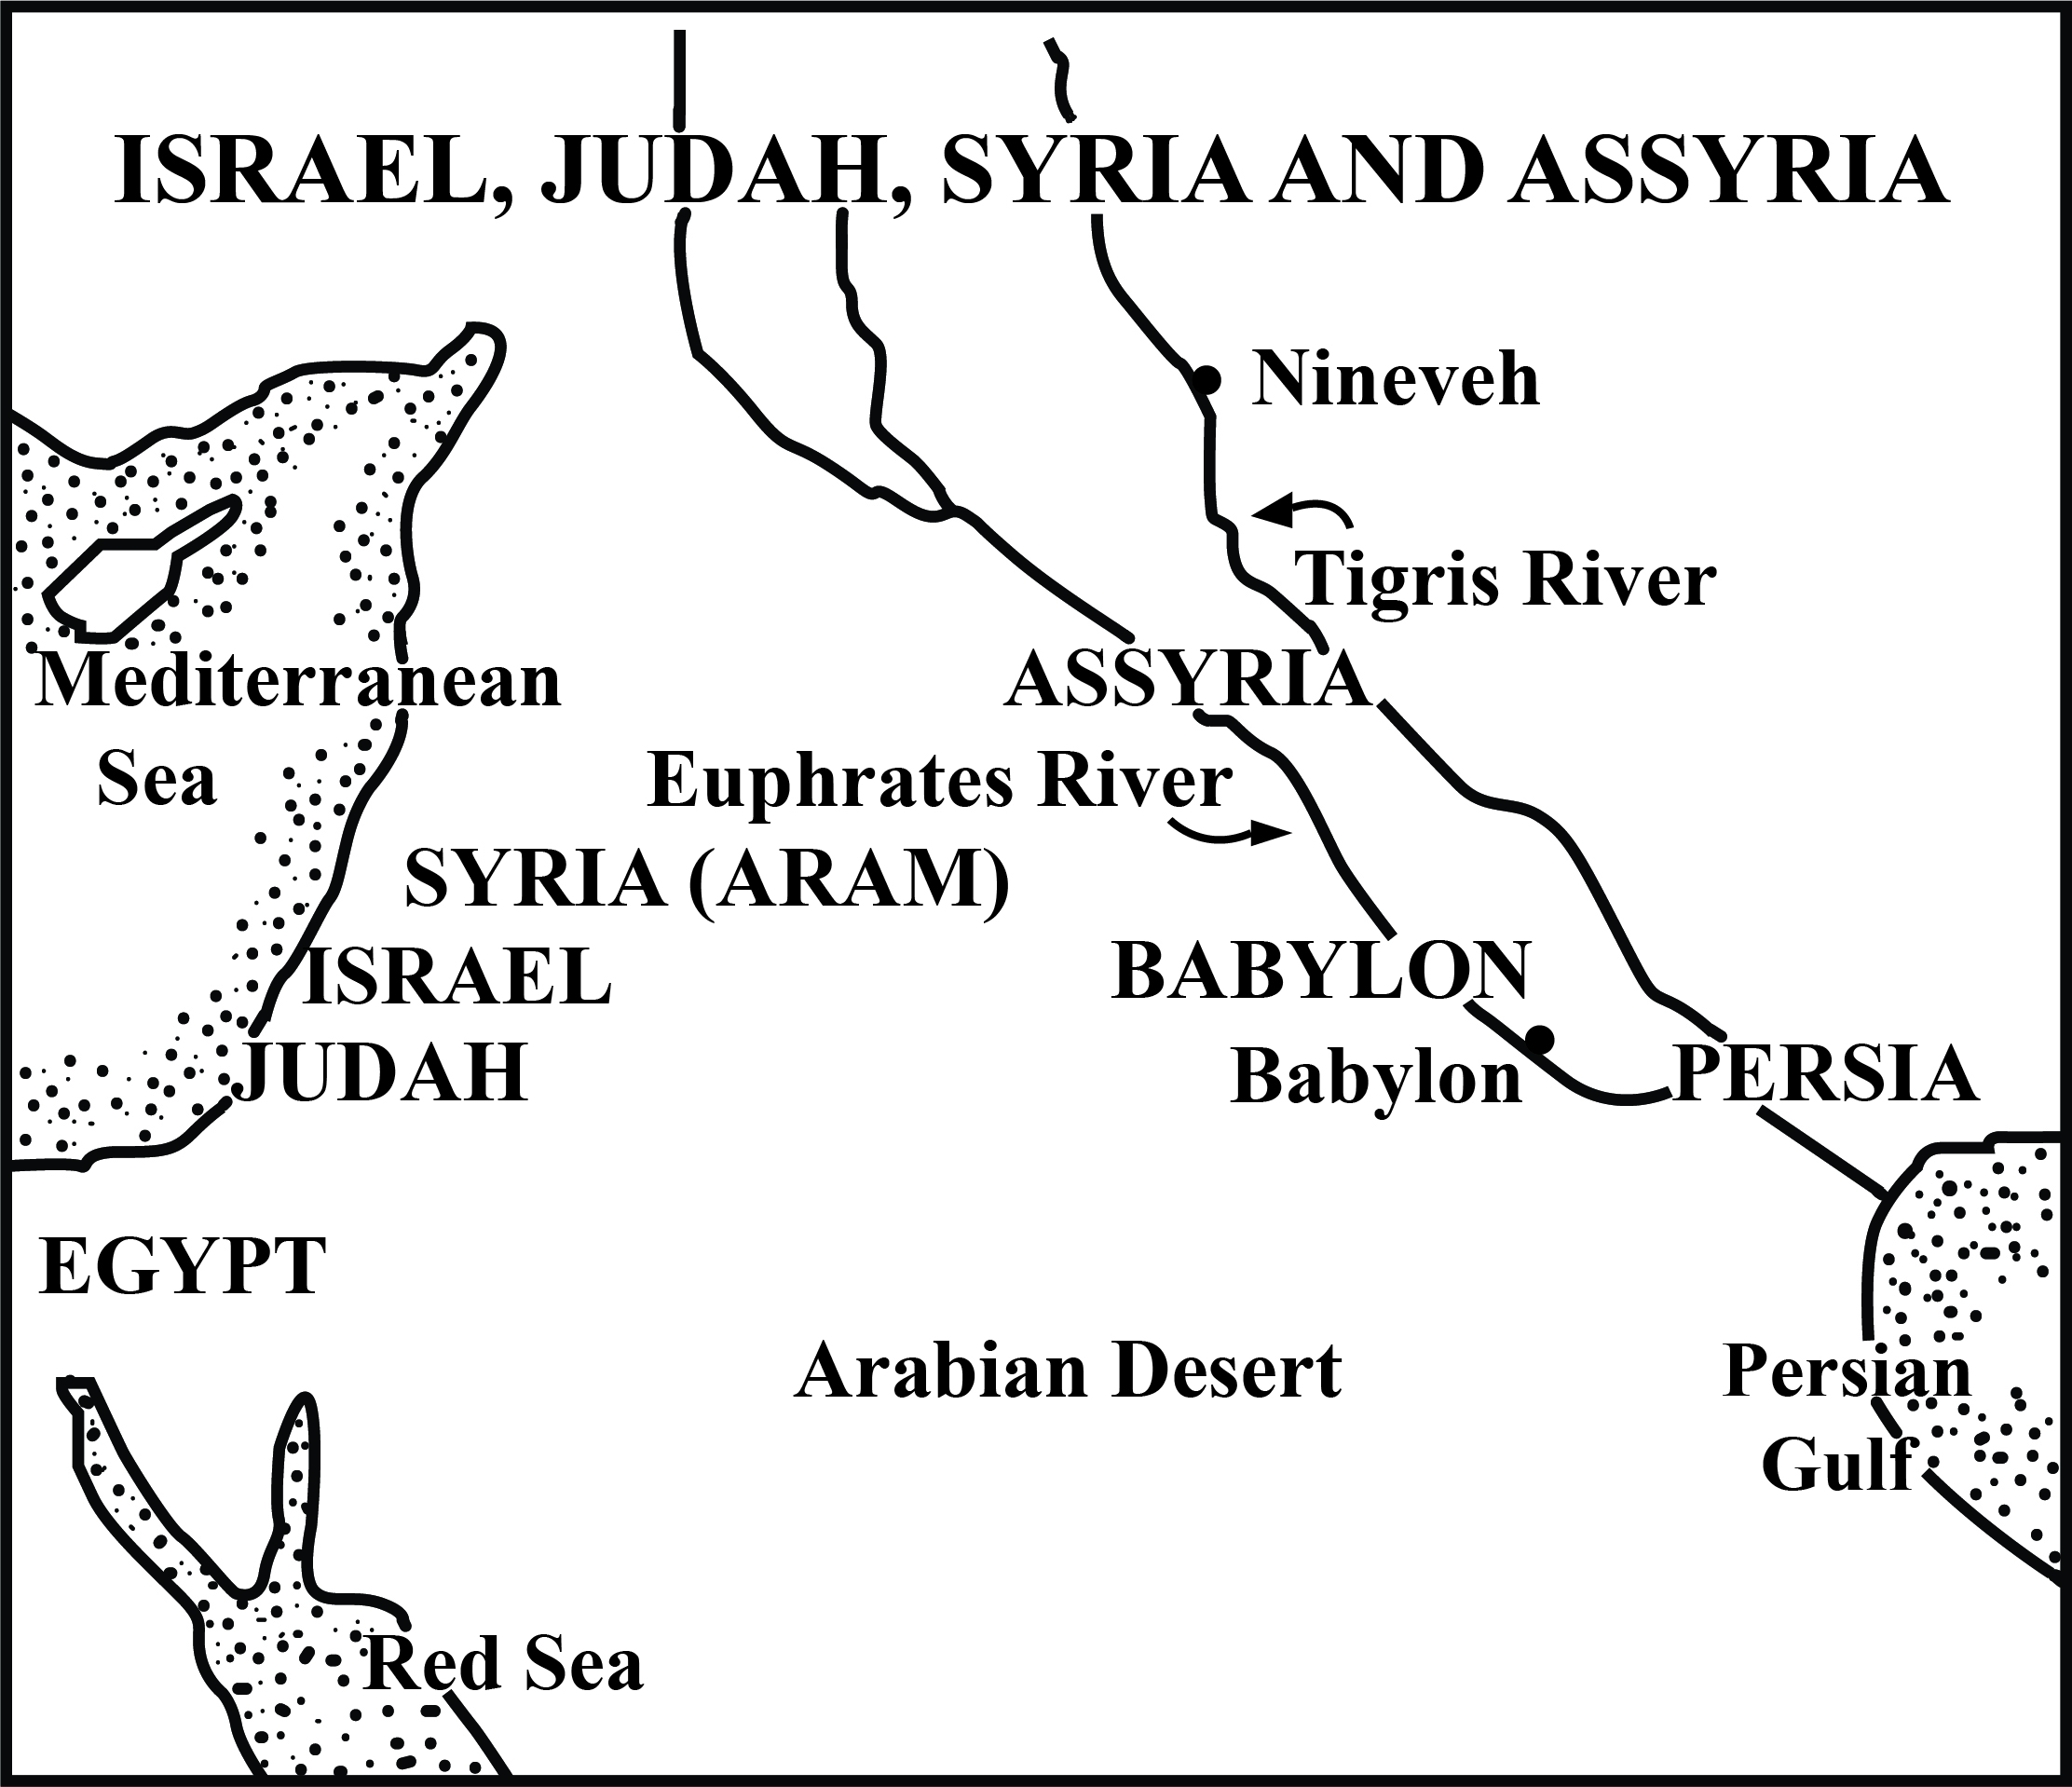 ISRAEL, JUDAH, SYRIA AND ASSYRIA
Nineveh
Tigris River
Mediterranean
Sea
ASSYRIA
Euphrates River
SYRIA (ARAM)
ISRAEL
JUDAH
BABYLON
Babylon
PERSIA
EGYPT
Arabian Desert
Persian
Gulf
Red Sea